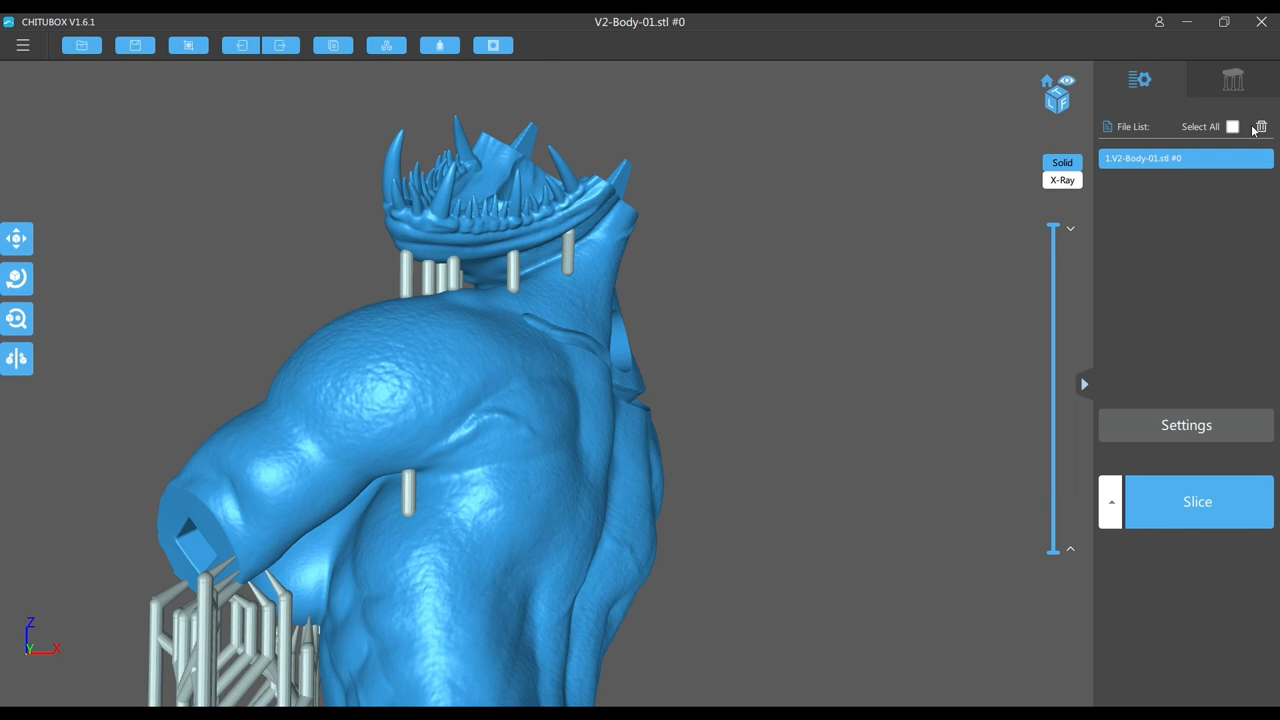 CHITUBOX V1.6.1
V2-Body-01.stl #0
T
L F
File List:
Select All
1.V2-Body-01.stl #0
Solid
X-Ray
Settings
Slice
Z
Y
X